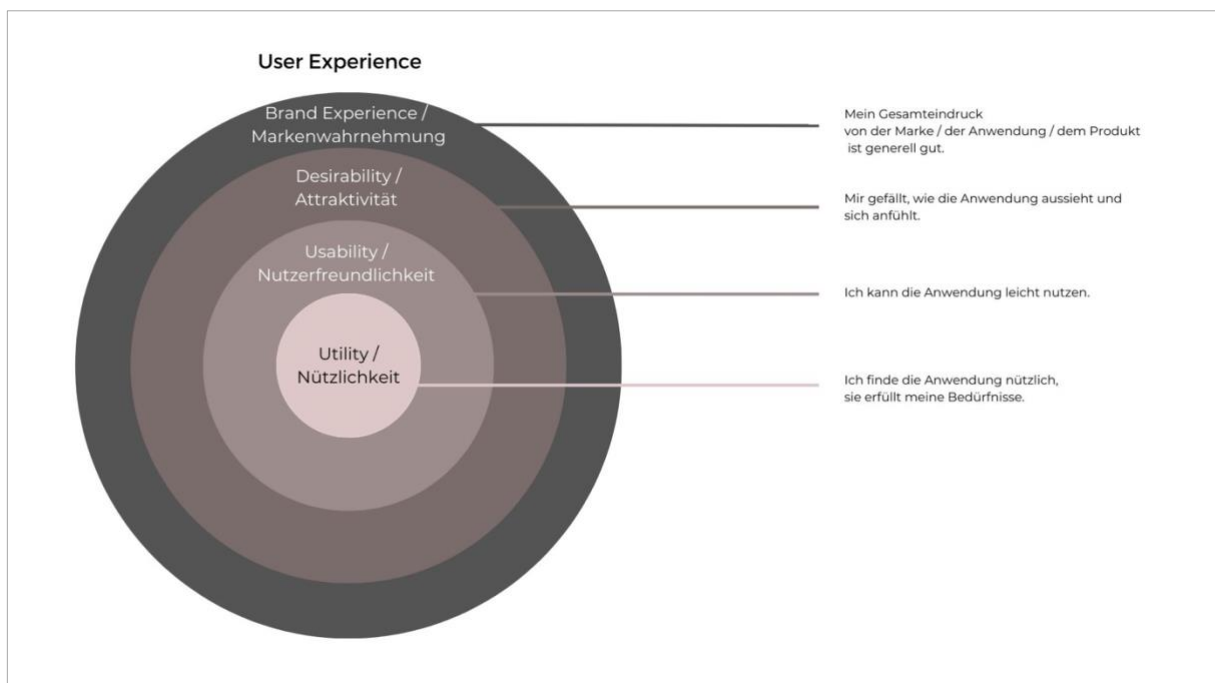 User Experience
Brand Experience /
Markenwahrnehmung
Mein Gesamteindruck
von der Marke / der Anwendung / dem Produkt
ist generell gut.
Desirability /
Attraktivität
Mir gefällt, wie die Anwendung aussieht und
sich anfühlt.
Usability /
Nutzerfreundlichkeit
Ich kann die Anwendung leicht nutzen.
Utility /
Nützlichkeit
Ich finde die Anwendung nützlich,
sie erfüllt meine Bedürfnisse.